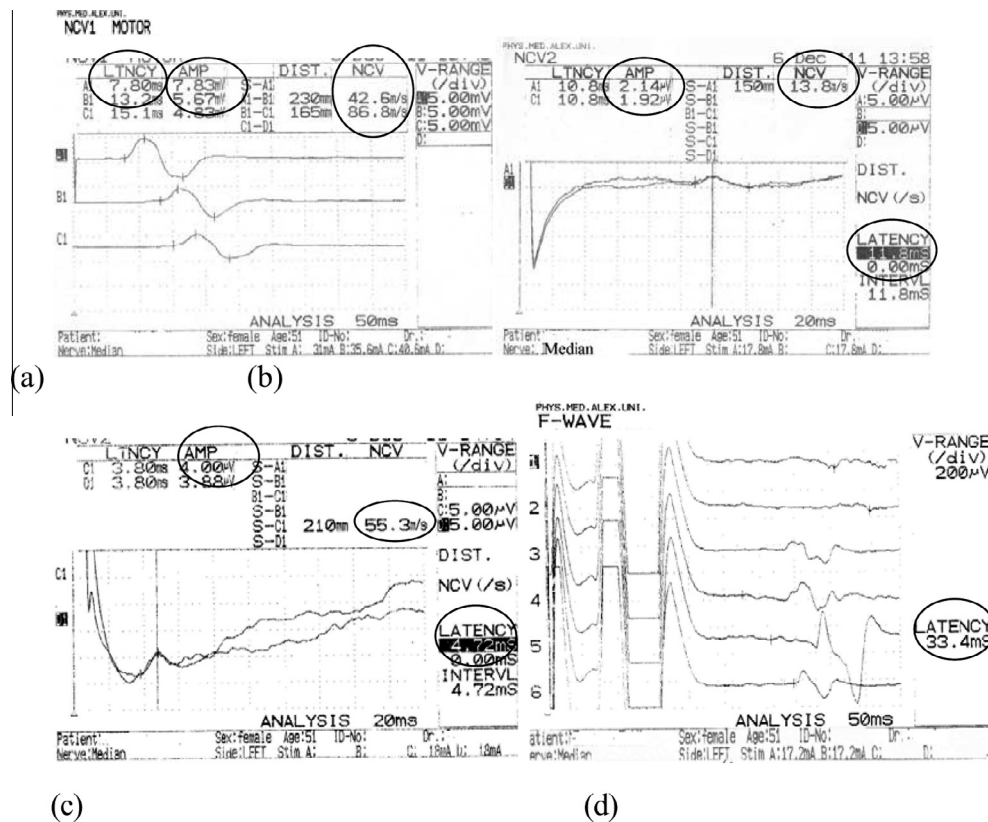 PHYS.MED.ALEX.UNI.
NCV1 MOTOR
LTNCY AMP DIST. NCV V-RANGE
A1 7.80ms 7.83mV S-A1 (/div)
B1 13.2ms 5.67mV A1-B1 230mm 42.6m/s 5.00mV
C1 15.1ms 4.83mV B1-C1 165mm 86.8m/s B:5.00mV
C1-D1 C:5.00mV
D:
B1
C1
ANALYSIS 50ms
Patient: Sex:female Age:51 ID-No: Dr.:
Nerve:Median Side:LEFT Stim A: 31mA B:35.6mA C:40.6mA D:
(a)
PHYS.MED.ALEX.UNI.
NCV2 6 Dec 11 13:58
LTNCY AMP DIST. NCV V-RANGE
A1 10.8ms 2.14μV S-A1 150mm 13.8m/s (/div)
C1 10.8ms 1.92μV S-A1 A:5.00μV
S-B1 B:
S-C1 5.00μV
S-B1 D:
S-C1
S-D1
A1
DIST.
NCV(/s)
LATENCY
11.8mS
0.00mS
INTERVL
11.8mS
ANALYSIS 20ms
Patient: Sex:female Age:51 ID-No: Dr.:
Nerve: Median Side:LEFT Stim A:17.8mA B: C:17.8mA D:
(b)
NCV2
LTNCY AMP DIST. NCV V-RANGE
C1 3.80ms 4.00μV S-A1 (/div)
D1 3.80ms 3.88μV S-B1 A:
B1-C1 B:
S-C1 210mm 55.3m/s C:5.00μV
S-D1 5.00μV
C1
DIST.
NCV(/s)
LATENCY
4.72mS
0.00mS
INTERVL
4.72mS
ANALYSIS 20ms
Patient: Sex:female Age:51 ID-No: Dr.:
Nerve:Median Side:LEFT Stim A: B: C: 18mA D: 18mA
(c)
PHYS.MED.ALEX.UNI.
F-WAVE
V-RANGE
(/div)
200μV
2
3
4
5
6
LATENCY
33.4mS
ANALYSIS 50ms
atient: Sex:female Age:51 ID-No: Dr.:
erve:Median Side:LEFT Stim A:17.2mA B:17.2mA C: D:
(d)